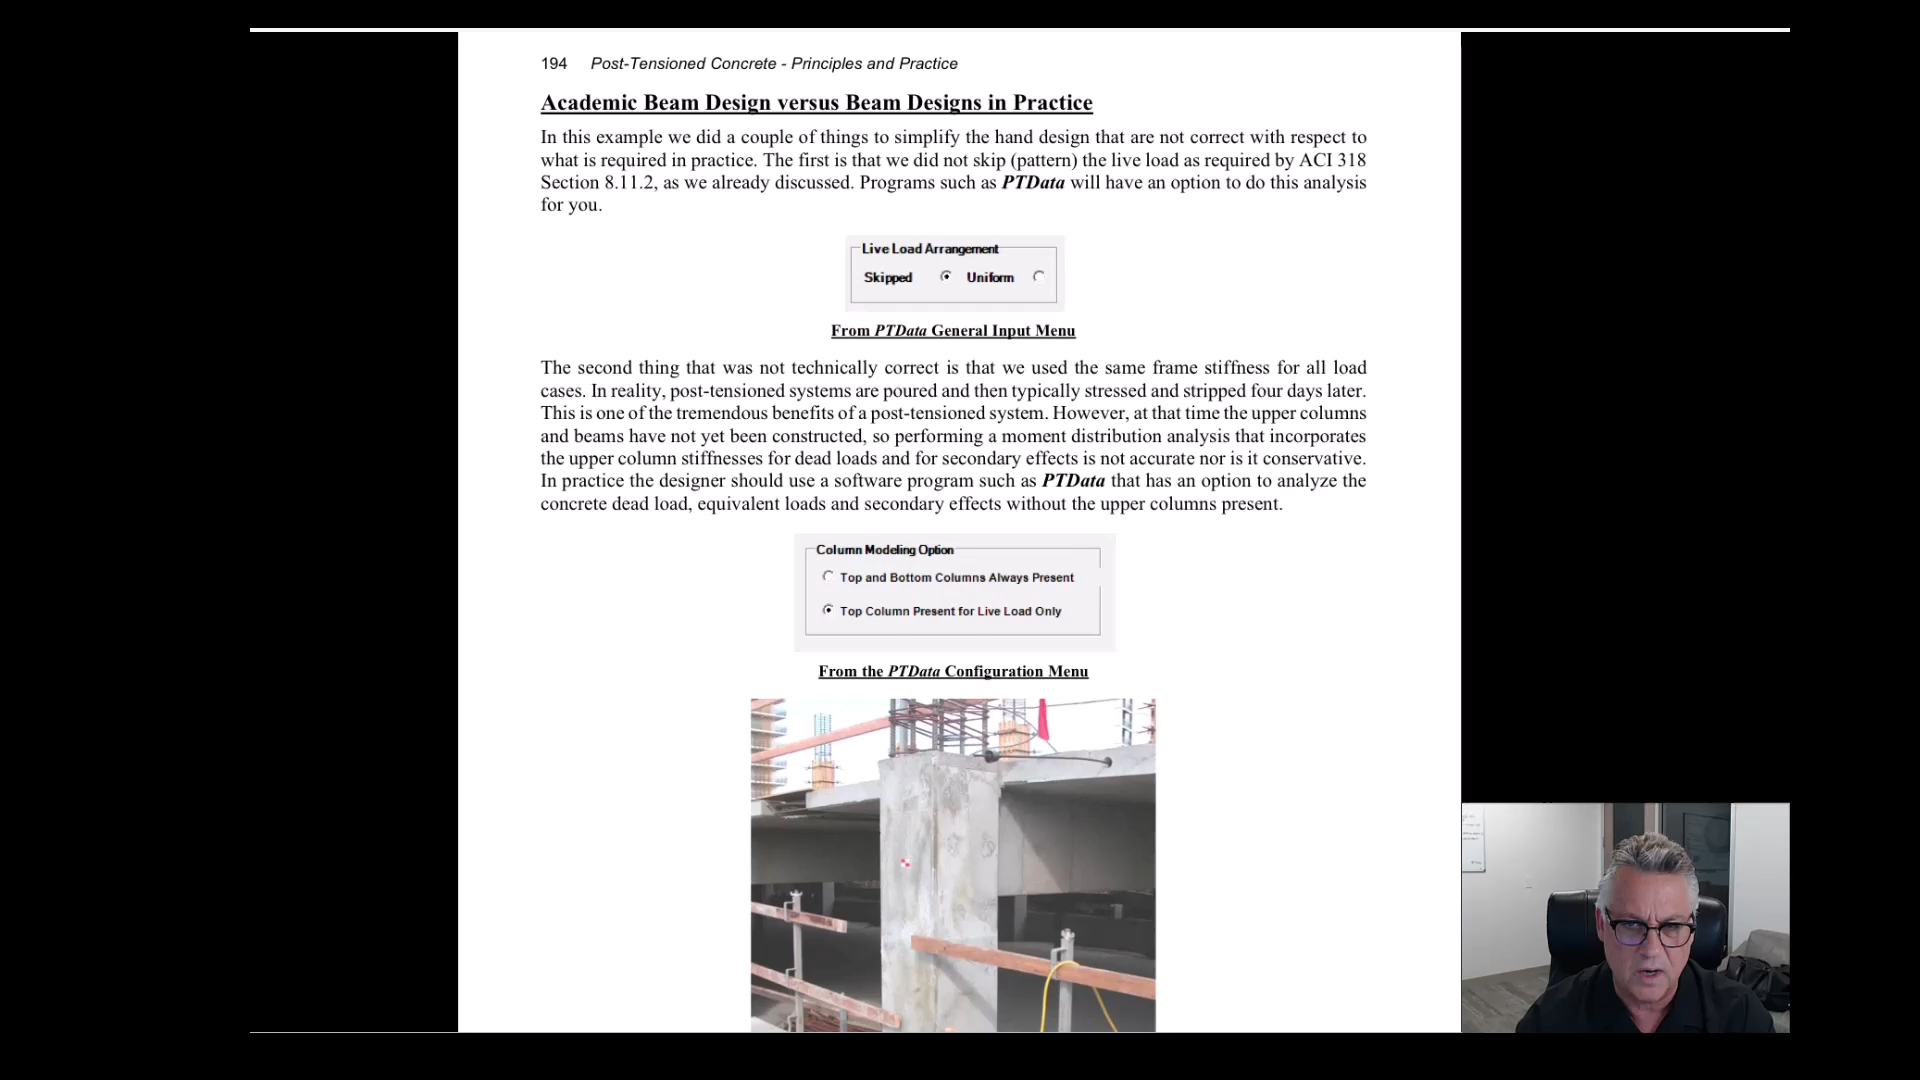 194 Post-Tensioned Concrete - Principles and Practice
Academic Beam Design versus Beam Designs in Practice
In this example we did a couple of things to simplify the hand design that are not correct with respect to
what is required in practice. The first is that we did not skip (pattern) the live load as required by ACI 318
Section 8.11.2, as we already discussed. Programs such as PTData will have an option to do this analysis
for you.
Live Load Arrangement
Skipped Uniform
From PTData General Input Menu
The second thing that was not technically correct is that we used the same frame stiffness for all load
cases. In reality, post-tensioned systems are poured and then typically stressed and stripped four days later.
This is one of the tremendous benefits of a post-tensioned system. However, at that time the upper columns
and beams have not yet been constructed, so performing a moment distribution analysis that incorporates
the upper column stiffnesses for dead loads and for secondary effects is not accurate nor is it conservative.
In practice the designer should use a software program such as PTData that has an option to analyze the
concrete dead load, equivalent loads and secondary effects without the upper columns present.
Column Modeling Option
Top and Bottom Columns Always Present
Top Column Present for Live Load Only
From the PTData Configuration Menu